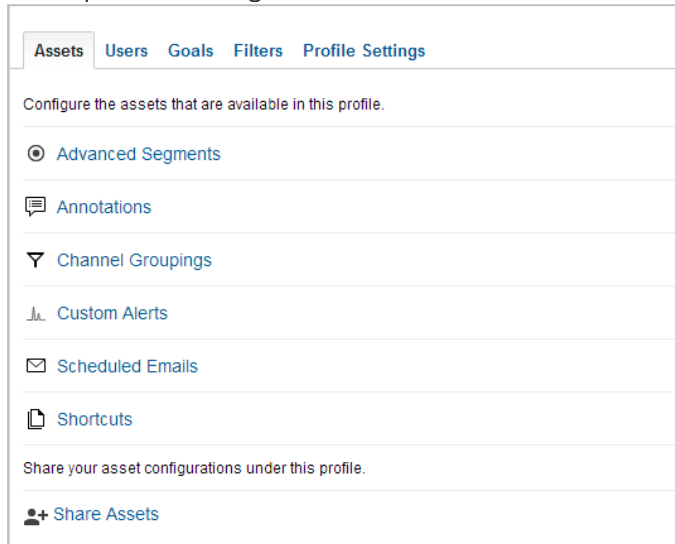 Assets Users Goals Filters Profile Settings
Configure the assets that are available in this profile.
Advanced Segments
Annotations
Channel Groupings
Custom Alerts
Scheduled Emails
Shortcuts
Share your asset configurations under this profile.
Share Assets